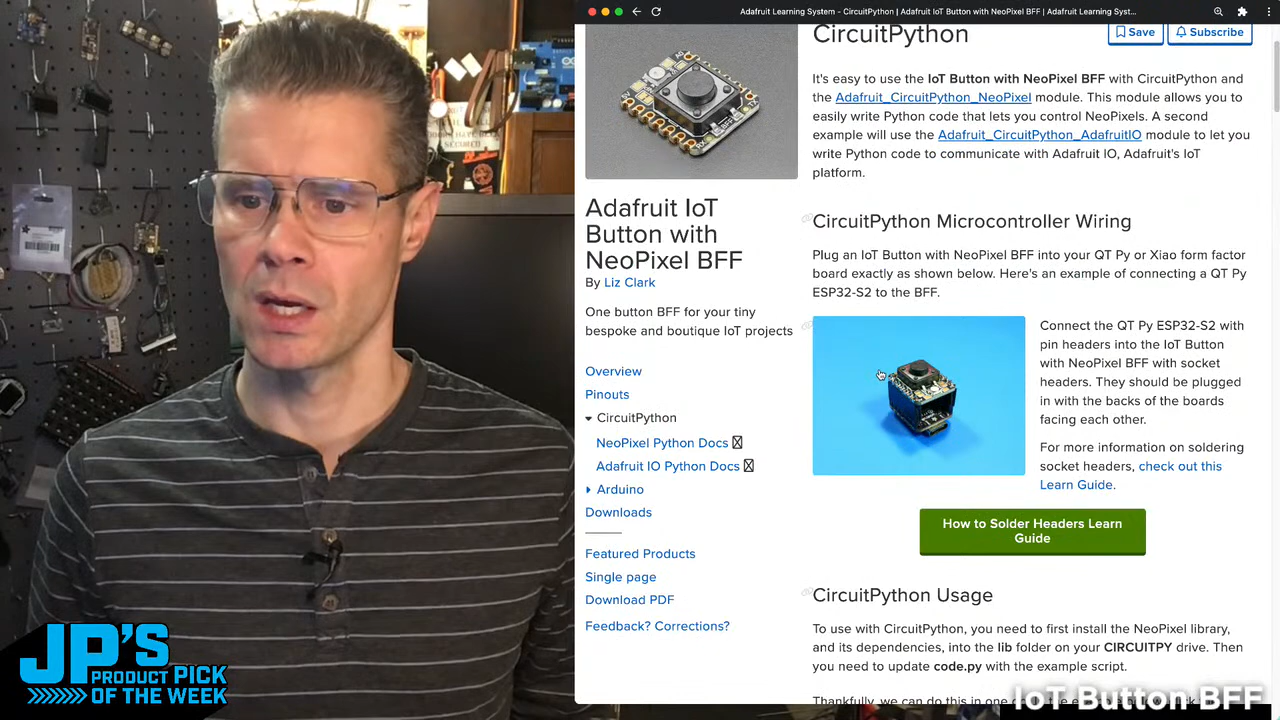 Adafruit Learning System - CircuitPython | Adafruit IoT Button with NeoPixel BFF | Adafruit Learning Syst...
Adafruit IoT
Button with
NeoPixel BFF
By Liz Clark
One button BFF for your tiny
bespoke and boutique IoT projects
Overview
Pinouts
CircuitPython
NeoPixel Python Docs
Adafruit IO Python Docs
Arduino
Downloads
Featured Products
Single page
Download PDF
Feedback? Corrections?
CircuitPython
Save
Subscribe
It's easy to use the IoT Button with NeoPixel BFF with CircuitPython and
the Adafruit_CircuitPython_NeoPixel module. This module allows you to
easily write Python code that lets you control NeoPixels. A second
example will use the Adafruit_CircuitPython_AdafruitIO module to let you
write Python code to communicate with Adafruit IO, Adafruit's IoT
platform.
CircuitPython Microcontroller Wiring
Plug an IoT Button with NeoPixel BFF into your QT Py or Xiao form factor
board exactly as shown below. Here's an example of connecting a QT Py
ESP32-S2 to the BFF.
Connect the QT Py ESP32-S2 with
pin headers into the IoT Button
with NeoPixel BFF with socket
headers. They should be plugged
in with the backs of the boards
facing each other.
For more information on soldering
socket headers, check out this
Learn Guide.
How to Solder Headers Learn
Guide
CircuitPython Usage
To use with CircuitPython, you need to first install the NeoPixel library,
and its dependencies, into the lib folder on your CIRCUITPY drive. Then
you need to update code.py with the example script.
Thankfully, we can do this in one
JP'S
PRODUCT PICK
OF THE WEEK
IoT Button BFF